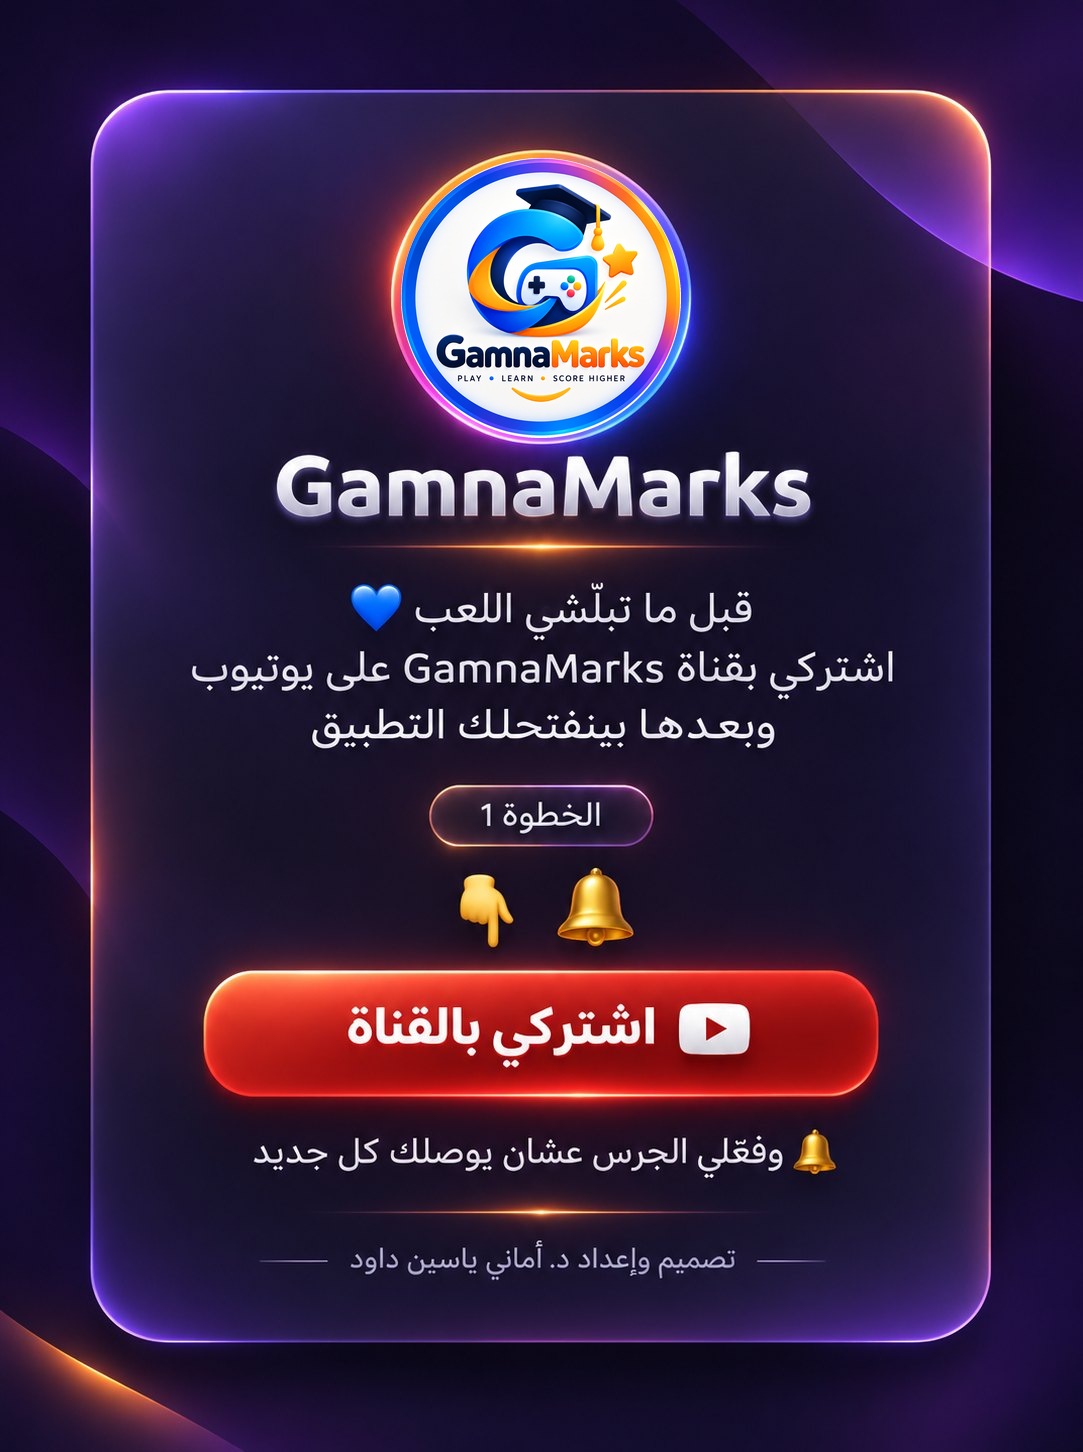 GamnaMarks
PLAY • LEARN • SCORE HIGHER
GamnaMarks
قبل ما تبلّشي اللعب 💙
اشتركي بقناة GamnaMarks على يوتيوب
وبعدها بينفتحلك التطبيق
الخطوة 1
اشتركي بالقناة
🔔 وفعّلي الجرس عشان يوصلك كل جديد
تصميم وإعداد د. أماني ياسين داود